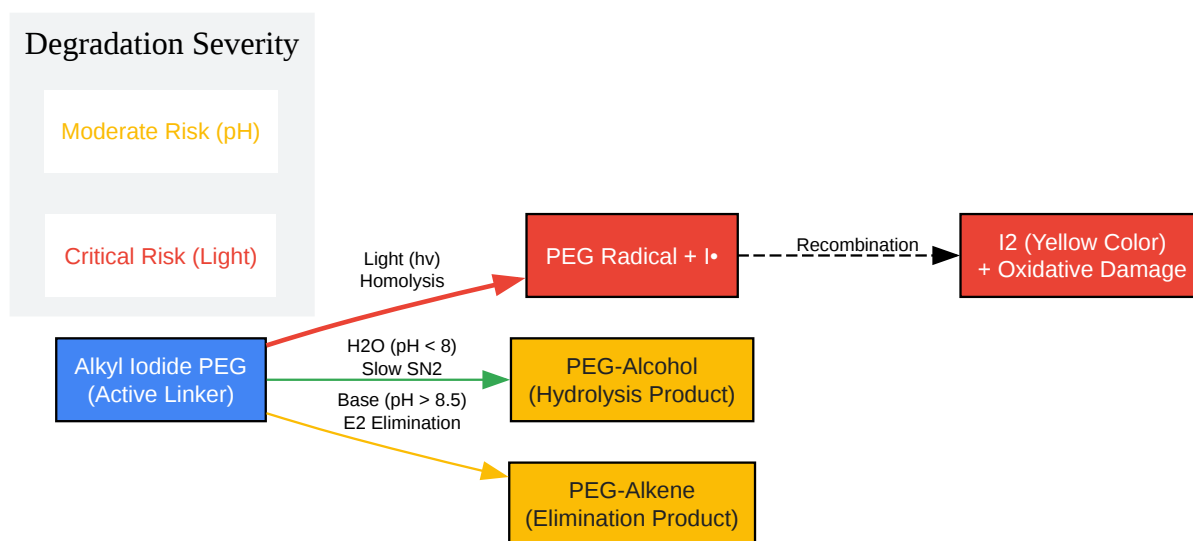 Degradation Severity
Moderate Risk (pH)
Critical Risk (Light)
Alkyl Iodide PEG
(Active Linker)
Light (hv)
Homolysis
H2O (pH < 8)
Slow SN2
Base (pH > 8.5)
E2 Elimination
PEG Radical + I•
Recombination
I2 (Yellow Color)
+ Oxidative Damage
PEG-Alcohol
(Hydrolysis Product)
PEG-Alkene
(Elimination Product)